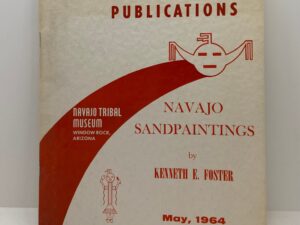 PUBLICATIONS
NAVAJO TRIBAL
MUSEUM
WINDOW ROCK,
ARIZONA
NAVAJO
SANDPAINTINGS
by
KENNETH E. FOSTER
May, 1964